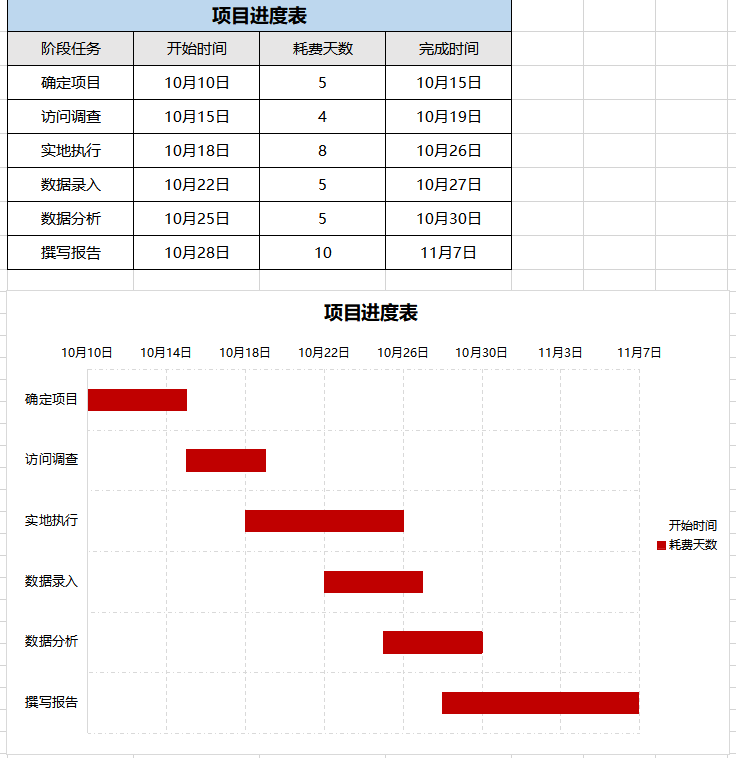 项目进度表
阶段任务 开始时间 耗费天数 完成时间
确定项目 10月10日 5 10月15日
访问调查 10月15日 4 10月19日
实地执行 10月18日 8 10月26日
数据录入 10月22日 5 10月27日
数据分析 10月25日 5 10月30日
撰写报告 10月28日 10 11月7日
项目进度表
10月10日 10月14日 10月18日 10月22日 10月26日 10月30日 11月3日 11月7日
确定项目
访问调查
实地执行
开始时间
耗费天数
数据录入
数据分析
撰写报告